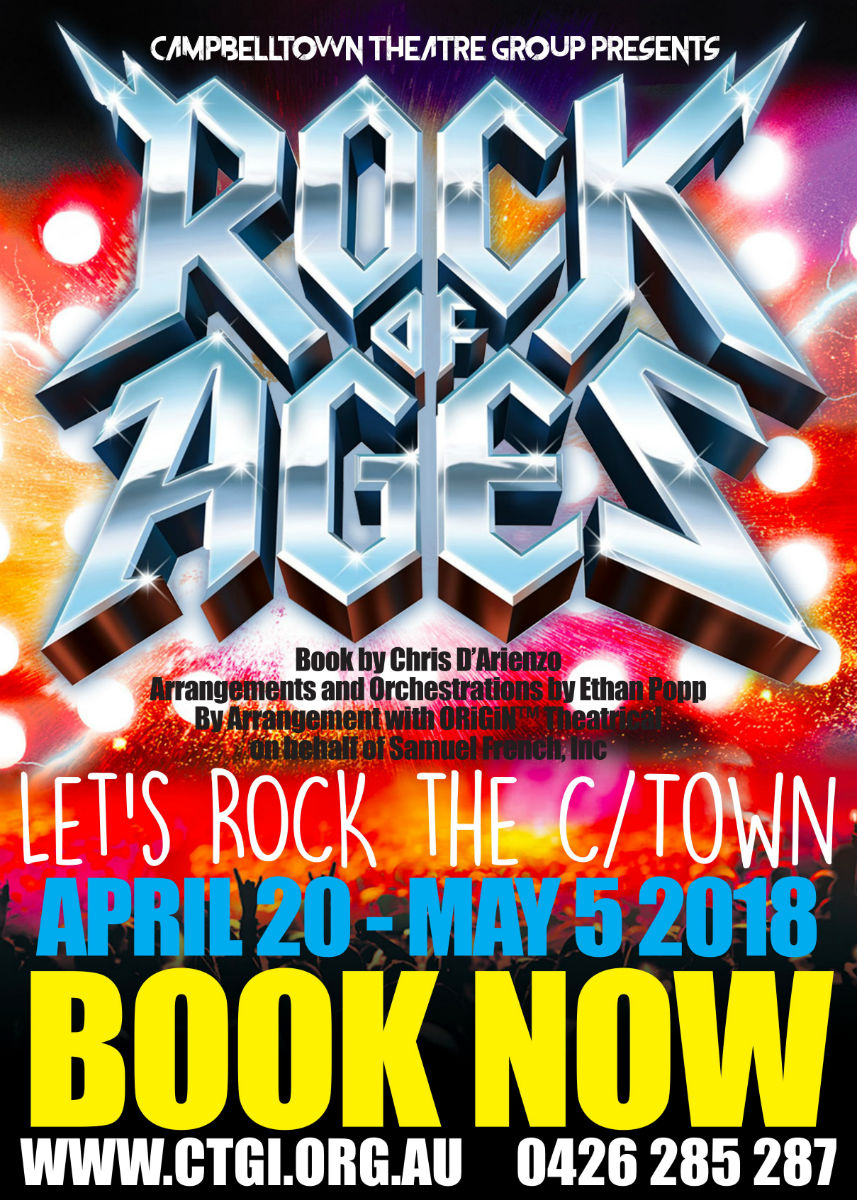 CAMPBELLTOWN THEATRE GROUP PRESENTS
ROCK
OF
AGES
Book by Chris D'Arienzo
Arrangements and Orchestrations by Ethan Popp
By Arrangement with ORiGiN™ Theatrical
on behalf of Samuel French, Inc
LET'S ROCK THE C/TOWN
APRIL 20 - MAY 5 2018
BOOK NOW
WWW.CTGI.ORG.AU 0426 285 287